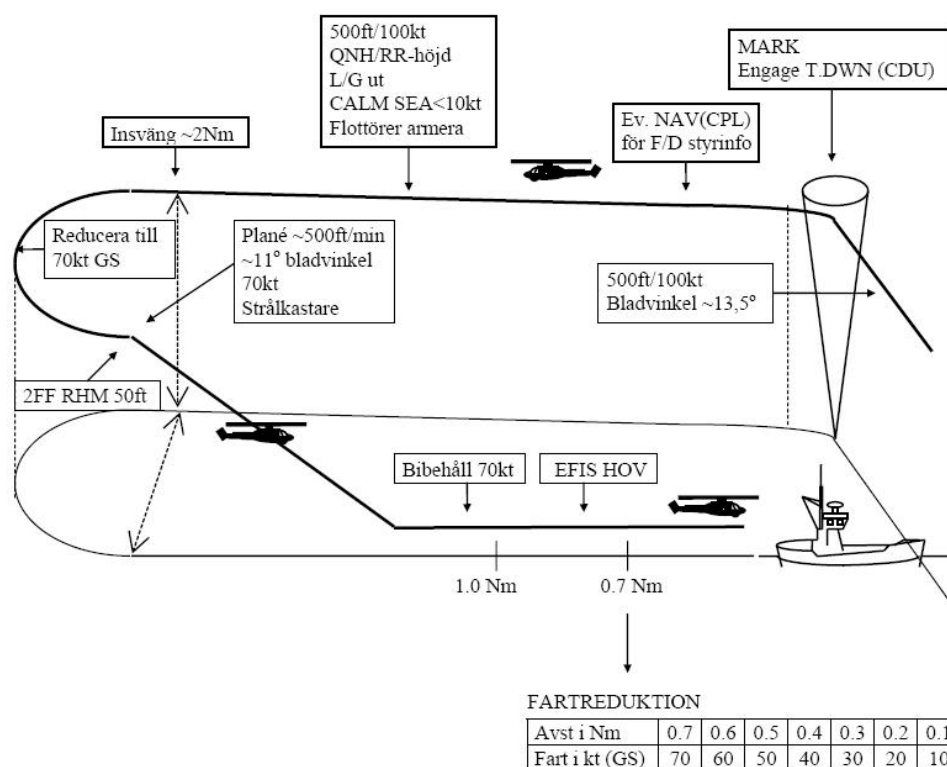 500ft/100kt
QNH/RR-höjd
L/G ut
CALM SEA<10kt
Flottörer armera
MARK
Engage T.DWN (CDU)
Insväng ~2Nm
Ev. NAV(CPL)
för F/D styrinfo
Reducera till
70kt GS
Plané ~500ft/min
~11° bladvinkel
70kt
Strålkastare
500ft/100kt
Bladvinkel ~13,5°
2FF RHM 50ft
Bibehåll 70kt
EFIS HOV
1.0 Nm
0.7 Nm
FARTREDUKTION
Avst i Nm 0.7 0.6 0.5 0.4 0.3 0.2 0.1
Fart i kt (GS) 70 60 50 40 30 20 10